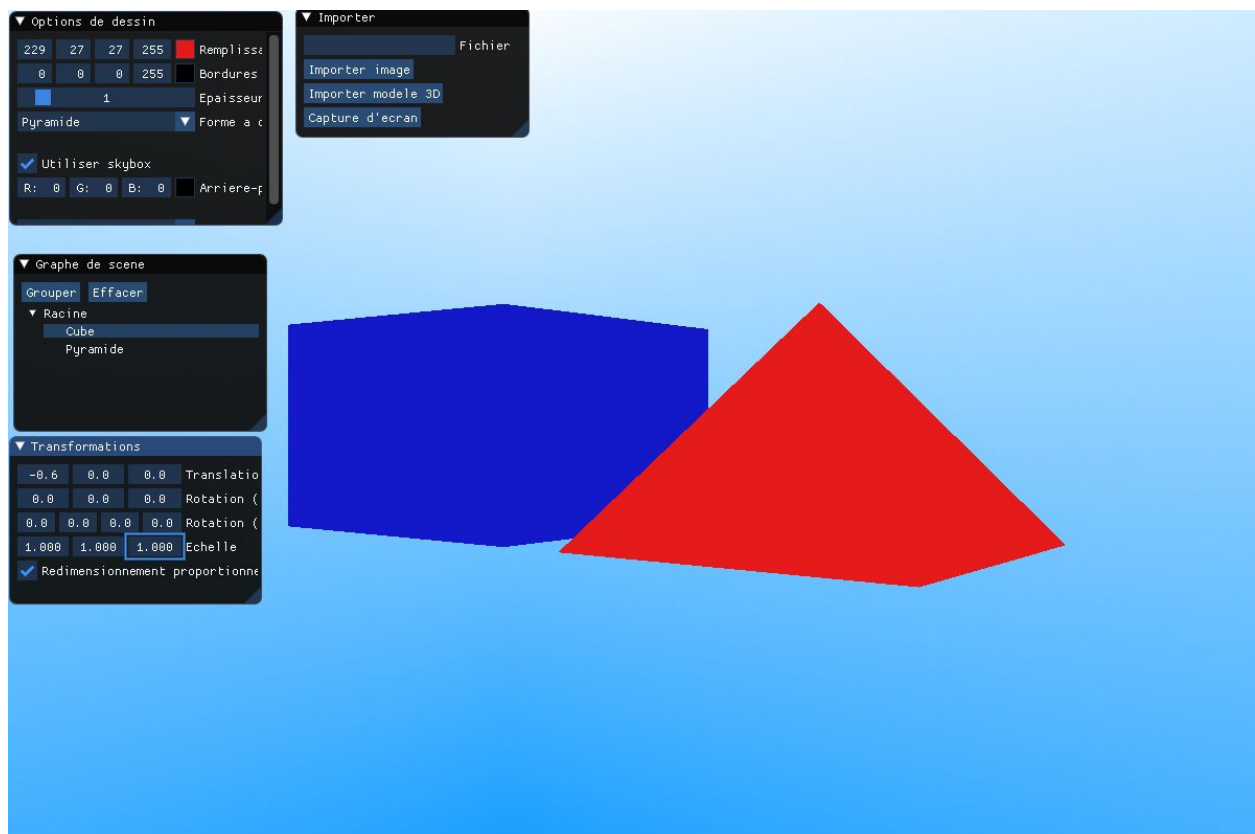 Options de dessin
229 27 27 255 Remplissa
0 0 0 255 Bordures
1 Epaisseur
Pyramide Forme a c
Utiliser skybox
R: 0 G: 0 B: 0 Arriere-p
Importer
Fichier
Importer image
Importer modele 3D
Capture d'ecran
Graphe de scene
Grouper Effacer
Racine
Cube
Pyramide
Transformations
-0.6 0.0 0.0 Translatio
0.0 0.0 0.0 Rotation (
0.0 0.0 0.0 0.0 Rotation (
1.000 1.000 1.000 Echelle
Redimensionnement proportionne